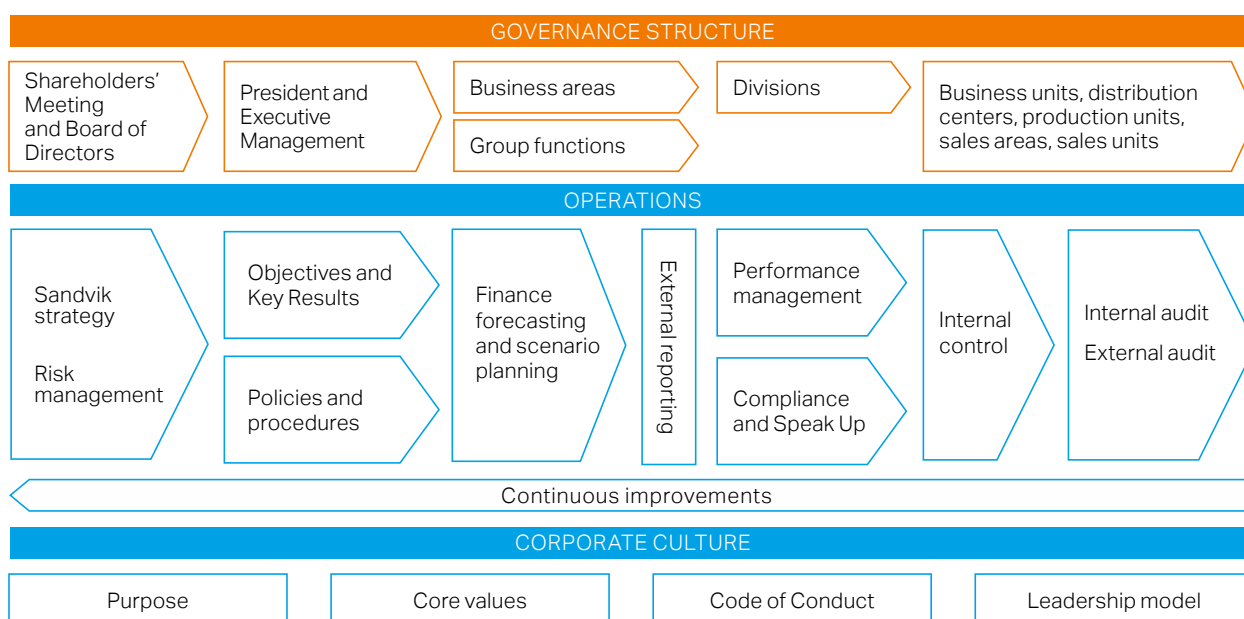 GOVERNANCE STRUCTURE
Shareholders’
Meeting
and Board of
Directors
President and
Executive
Management
Business areas
Group functions
Divisions
Business units, distribution
centers, production units,
sales areas, sales units
OPERATIONS
Sandvik
strategy
Risk
management
Objectives and
Key Results
Policies and
procedures
Finance
forecasting
and scenario
planning
External reporting
Performance
management
Compliance
and Speak Up
Internal
control
Internal audit
External audit
Continuous improvements
CORPORATE CULTURE
Purpose
Core values
Code of Conduct
Leadership model